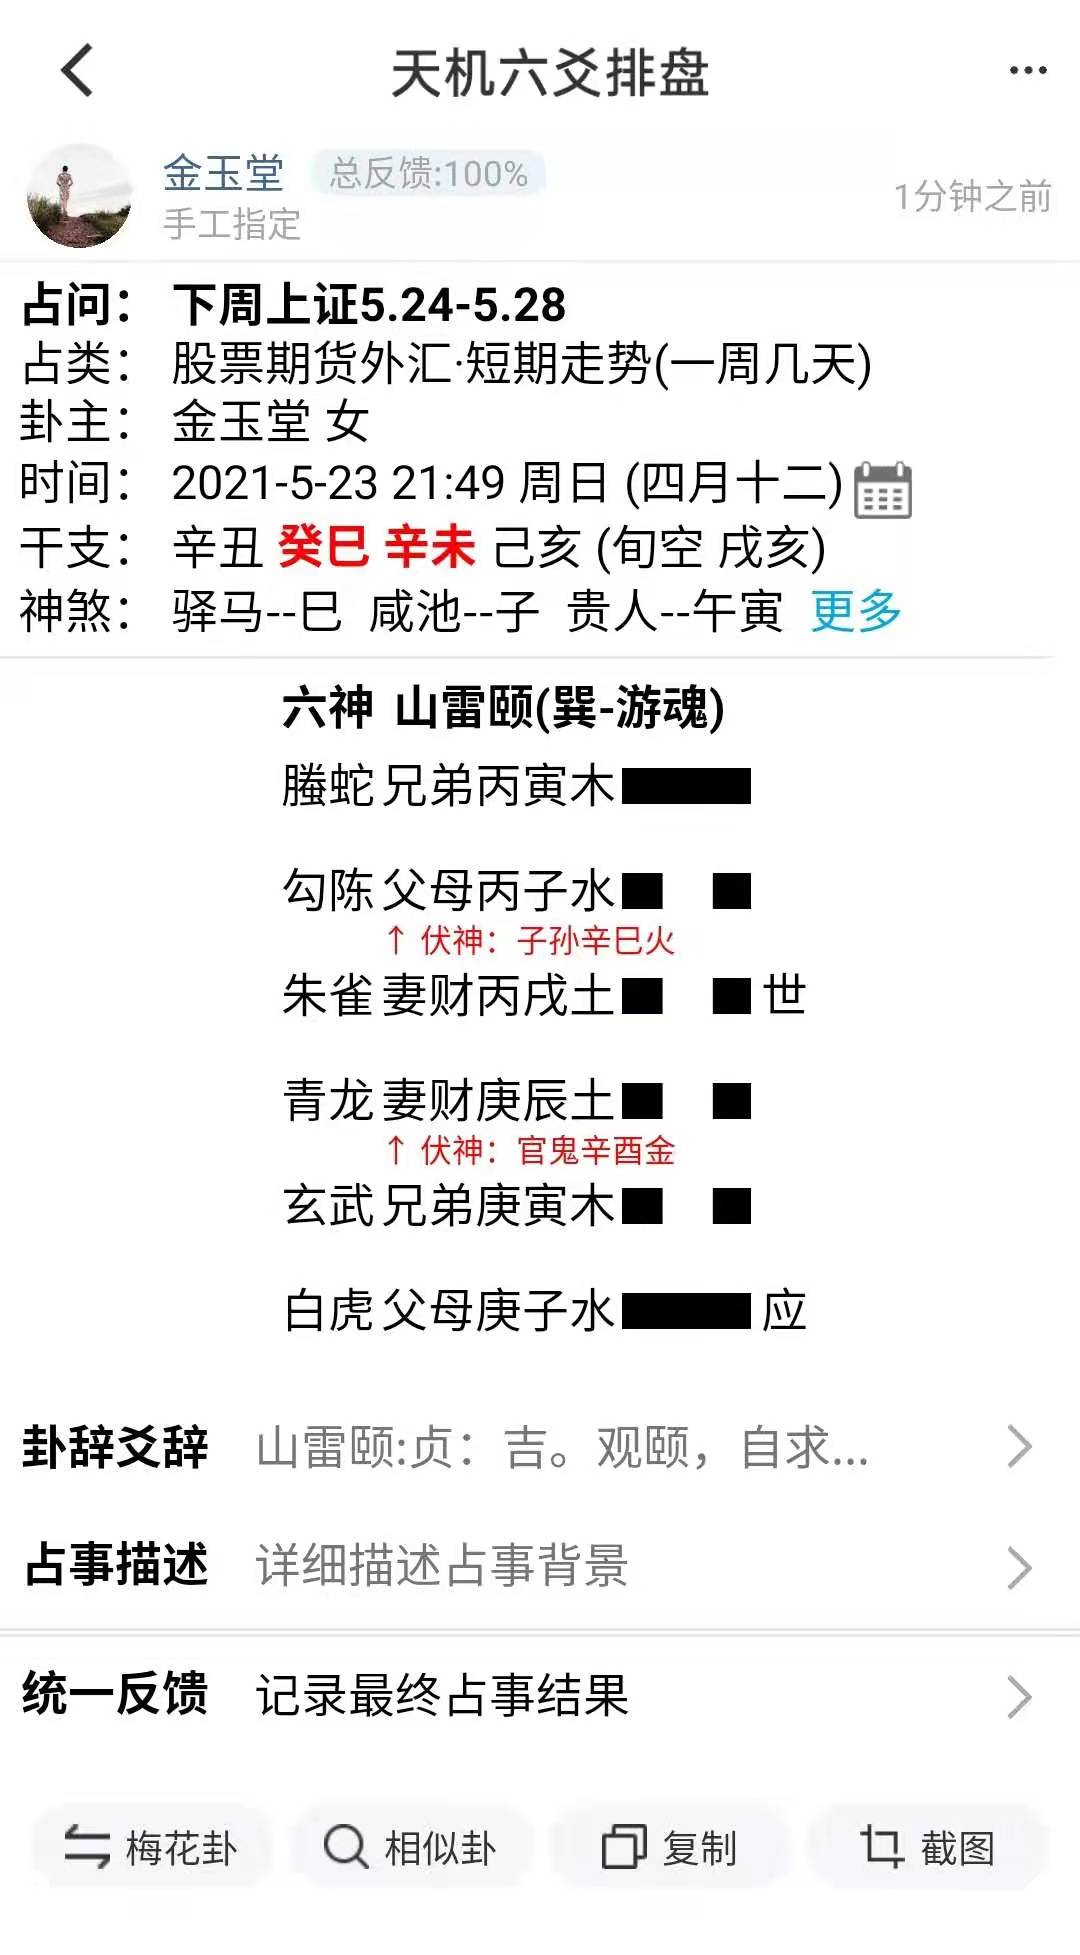 天机六爻排盘
金玉堂 总反馈:100%
手工指定
1分钟之前
占问： 下周上证5.24-5.28
占类： 股票期货外汇·短期走势(一周几天)
卦主： 金玉堂 女
时间： 2021-5-23 21:49 周日 (四月十二)
干支： 辛丑 癸巳 辛未 己亥 (旬空 戌亥)
神煞： 驿马--巳 咸池--子 贵人--午寅 更多
六神 山雷颐(巽-游魂)
螣蛇 兄弟丙寅木
勾陈 父母丙子水
↑ 伏神：子孙辛巳火
朱雀 妻财丙戌土 世
青龙 妻财庚辰土
↑ 伏神：官鬼辛酉金
玄武 兄弟庚寅木
白虎 父母庚子水 应
卦辞爻辞 山雷颐:贞：吉。观颐，自求...
占事描述 详细描述占事背景
统一反馈 记录最终占事结果
梅花卦 相似卦 复制 截图